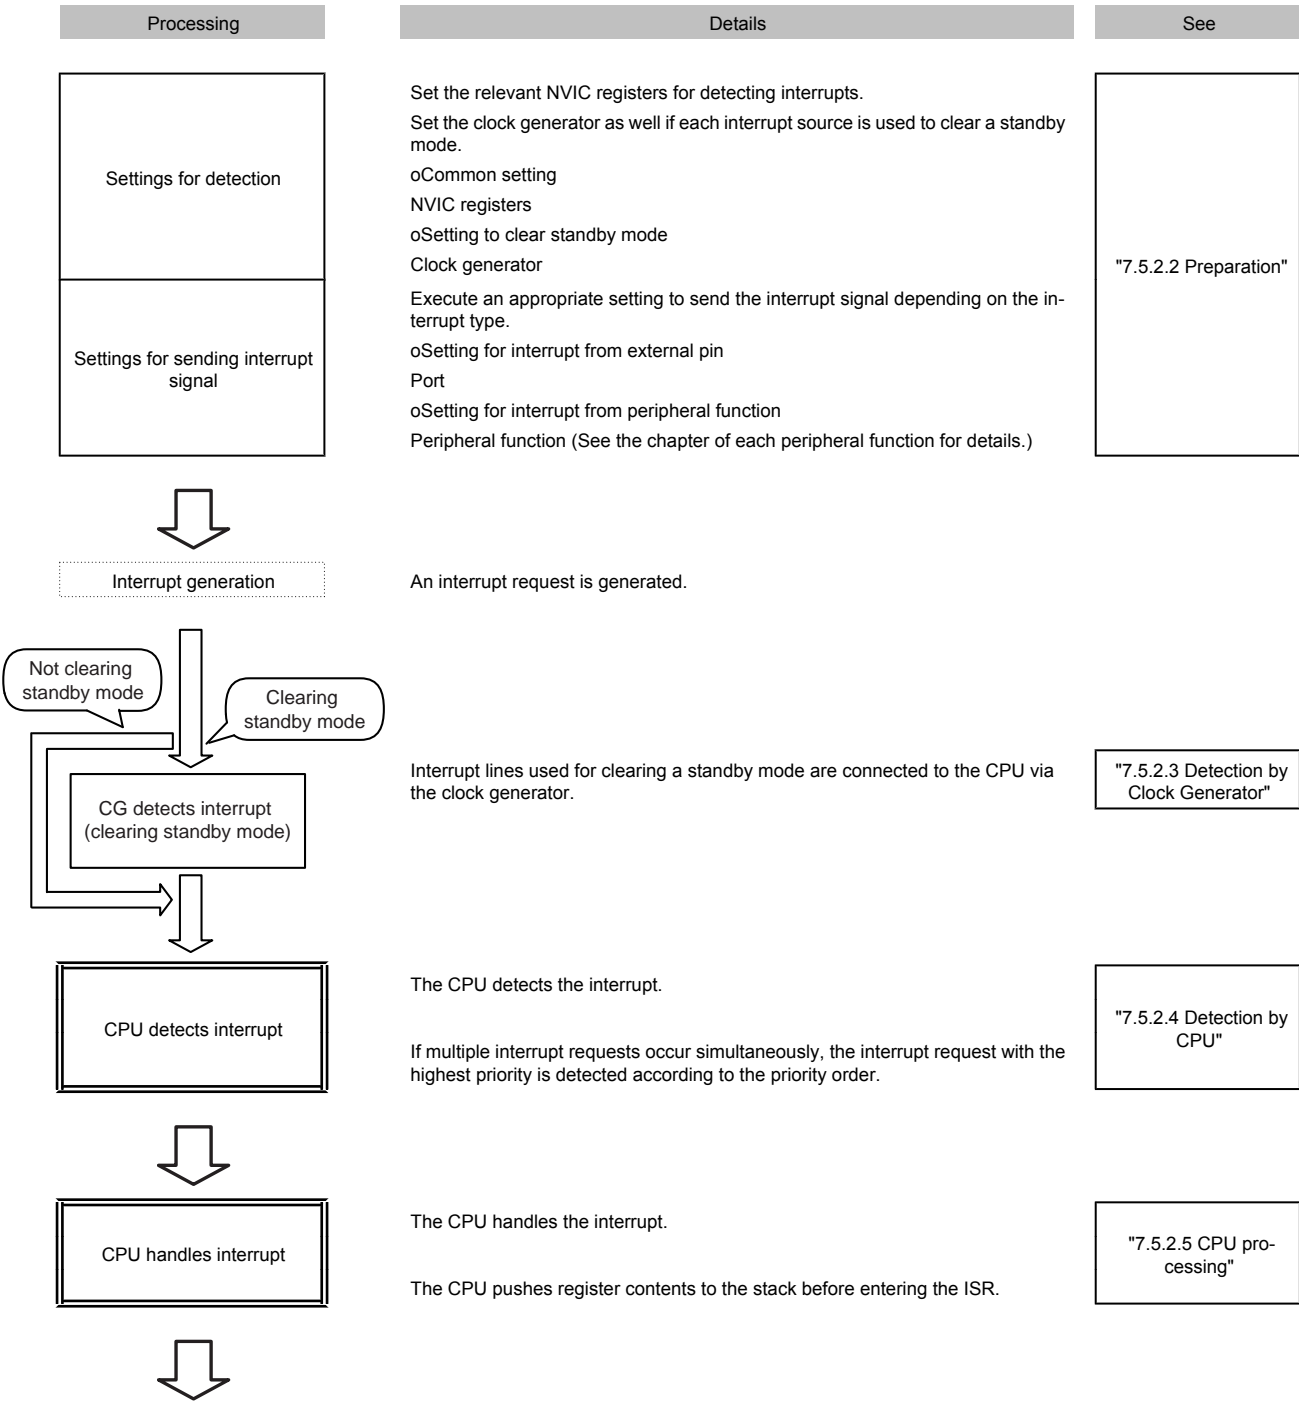 Processing
Details
See
Settings for detection
Set the relevant NVIC registers for detecting interrupts.
Set the clock generator as well if each interrupt source is used to clear a standby
mode.
oCommon setting
NVIC registers
oSetting to clear standby mode
Clock generator
"7.5.2.2 Preparation"
Settings for sending interrupt
signal
Execute an appropriate setting to send the interrupt signal depending on the in-
terrupt type.
oSetting for interrupt from external pin
Port
oSetting for interrupt from peripheral function
Peripheral function (See the chapter of each peripheral function for details.)
Interrupt generation
An interrupt request is generated.
Not clearing
standby mode
Clearing
standby mode
CG detects interrupt
(clearing standby mode)
Interrupt lines used for clearing a standby mode are connected to the CPU via
the clock generator.
"7.5.2.3 Detection by
Clock Generator"
CPU detects interrupt
The CPU detects the interrupt.
If multiple interrupt requests occur simultaneously, the interrupt request with the
highest priority is detected according to the priority order.
"7.5.2.4 Detection by
CPU"
CPU handles interrupt
The CPU handles the interrupt.
The CPU pushes register contents to the stack before entering the ISR.
"7.5.2.5 CPU pro-
cessing"